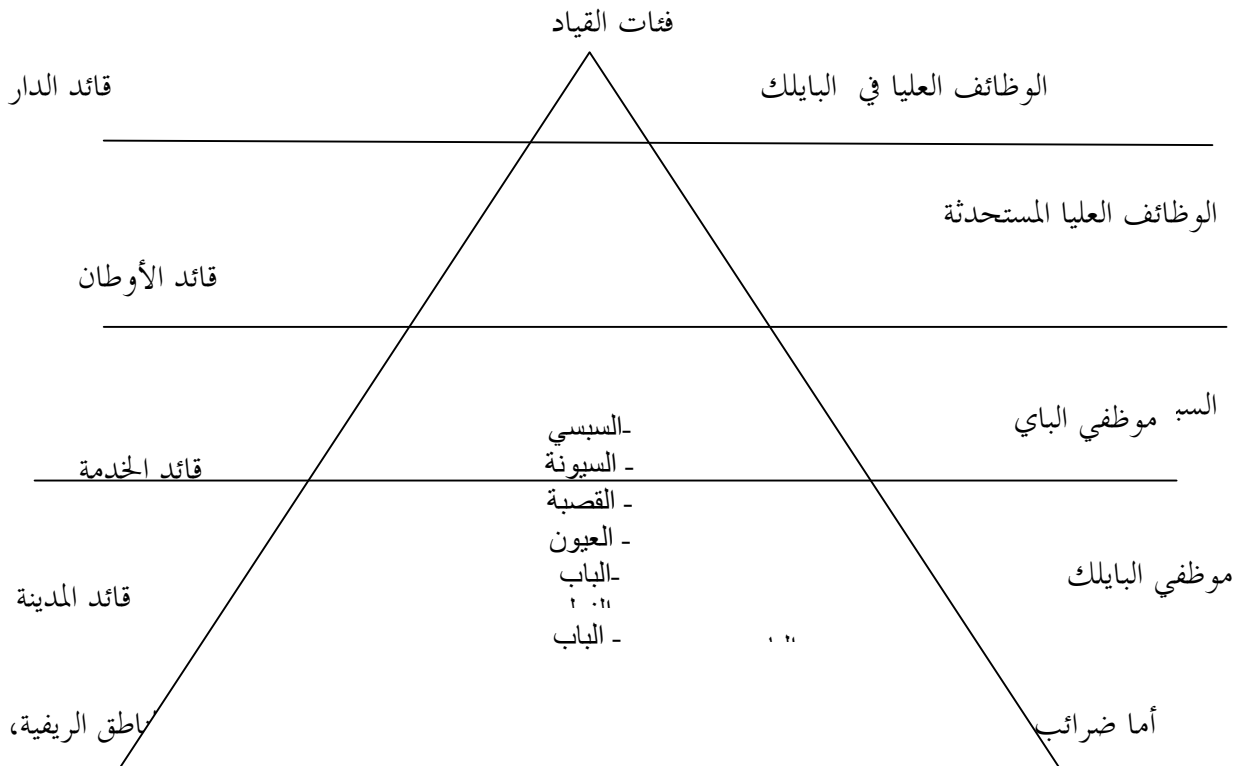 فئات القياد
الوظائف العليا في البايلك
قائد الدار
الوظائف العليا المستحدثة
قائد الأوطان
موظفي الباي
-السبسي
- السيونة
قائد الخدمة
- القصبة
- العيون
موظفي البايلك
-الباب
قائد المدينة
- الباب
أما ضرائب
الريفية،